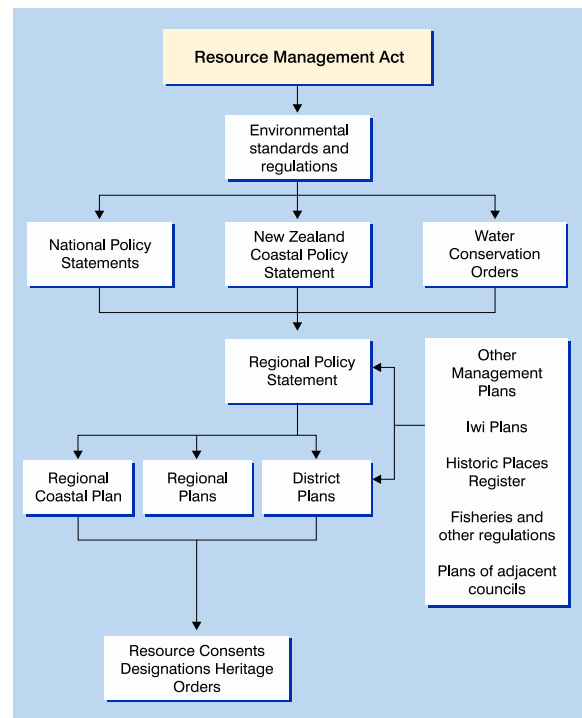 Resource Management Act
Environmental
standards and
regulations
National Policy
Statements
New Zealand
Coastal Policy
Statement
Water
Conservation
Orders
Regional Policy
Statement
Other
Management
Plans
Iwi Plans
Historic Places
Register
Fisheries and
other regulations
Plans of adjacent
councils
Regional
Coastal Plan
Regional
Plans
District
Plans
Resource Consents
Designations Heritage
Orders